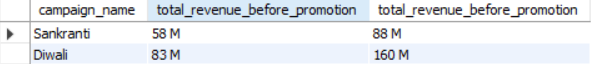 campaign_name total_revenue_before_promotion total_revenue_before_promotion
Sankranti 58 M 88 M
Diwali 83 M 160 M